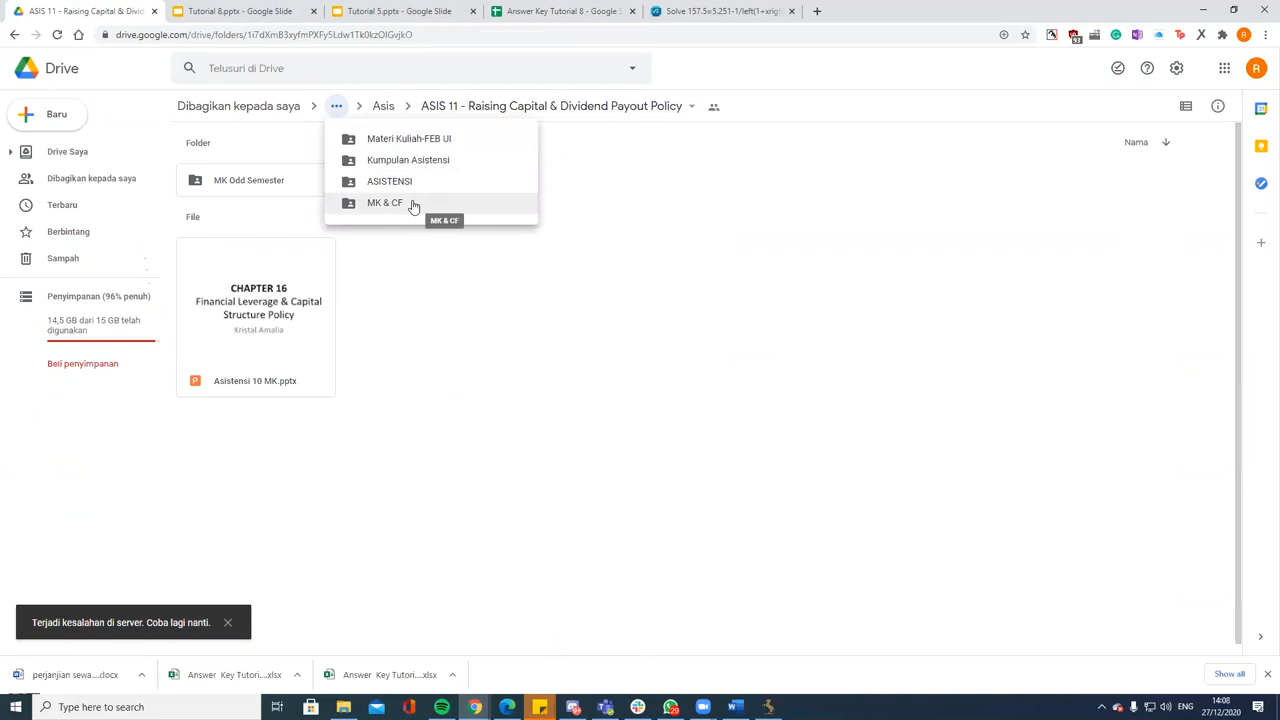 ASIS 11 - Raising Capital & Divid
Tutorial 8.pptx - Google Slide
Tutorial 5.pptx - Google Slide
Answer Key Tutorial 8 - Google S
Solve 157.5=5.251-1/left(1+xrigh
drive.google.com/drive/folders/1i7dXmB3xyfmPXFy5Ldw1Tk0kzOlGvjkO
53
R
Drive
Telusuri di Drive
R
Baru
Dibagikan kepada saya
Asis
ASIS 11 - Raising Capital & Dividend Payout Policy
Materi Kuliah-FEB UI
Kumpulan Asistensi
ASISTENSI
MK & CF
MK & CF
Folder
Nama
MK Odd Semester
File
Drive Saya
Dibagikan kepada saya
Terbaru
Berbintang
Sampah
Penyimpanan (96% penuh)
14,5 GB dari 15 GB telah
digunakan
Beli penyimpanan
CHAPTER 16
Financial Leverage & Capital
Structure Policy
Kristal Amalia
Asistensi 10 MK.pptx
Terjadi kesalahan di server. Coba lagi nanti.
perjanjian sewa....docx
Answer Key Tutori....xlsx
Answer Key Tutori....xlsx
Show all
Type here to search
29
ENG
14:08
27/12/2020